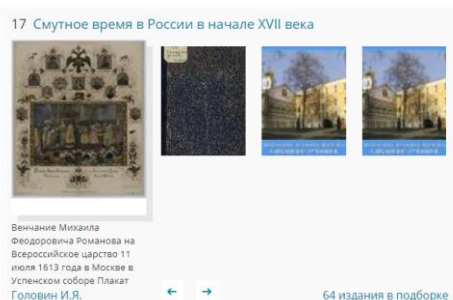 17 Смутное время в России в начале XVII века
Венчание Михаила
Феодоровича Романова на
Всероссийское царство 11
июля 1613 года в Москве в
Успенском соборе Плакат
Головин И.Я.
← →
64 издания в подборке